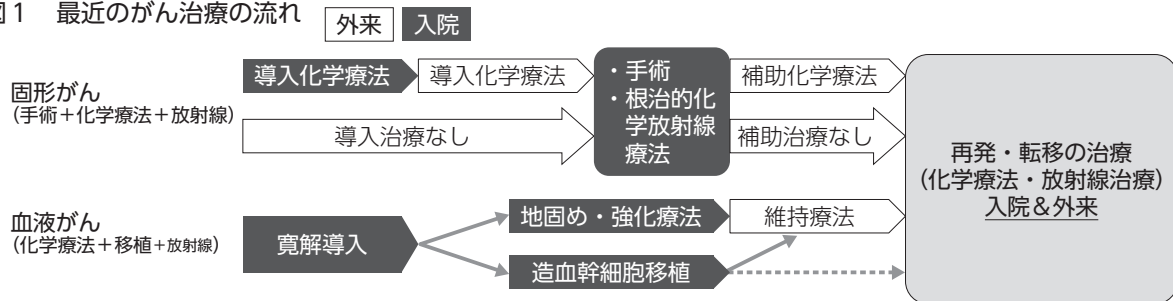 図1 最近のがん治療の流れ
外来 入院
固形がん
(手術＋化学療法＋放射線)
導入化学療法 導入化学療法
導入治療なし
・手術
・根治的化
学放射線
療法
補助化学療法
補助治療なし
血液がん
(化学療法＋移植＋放射線)
寛解導入
地固め・強化療法
維持療法
造血幹細胞移植
再発・転移の治療
(化学療法・放射線治療)
入院＆外来